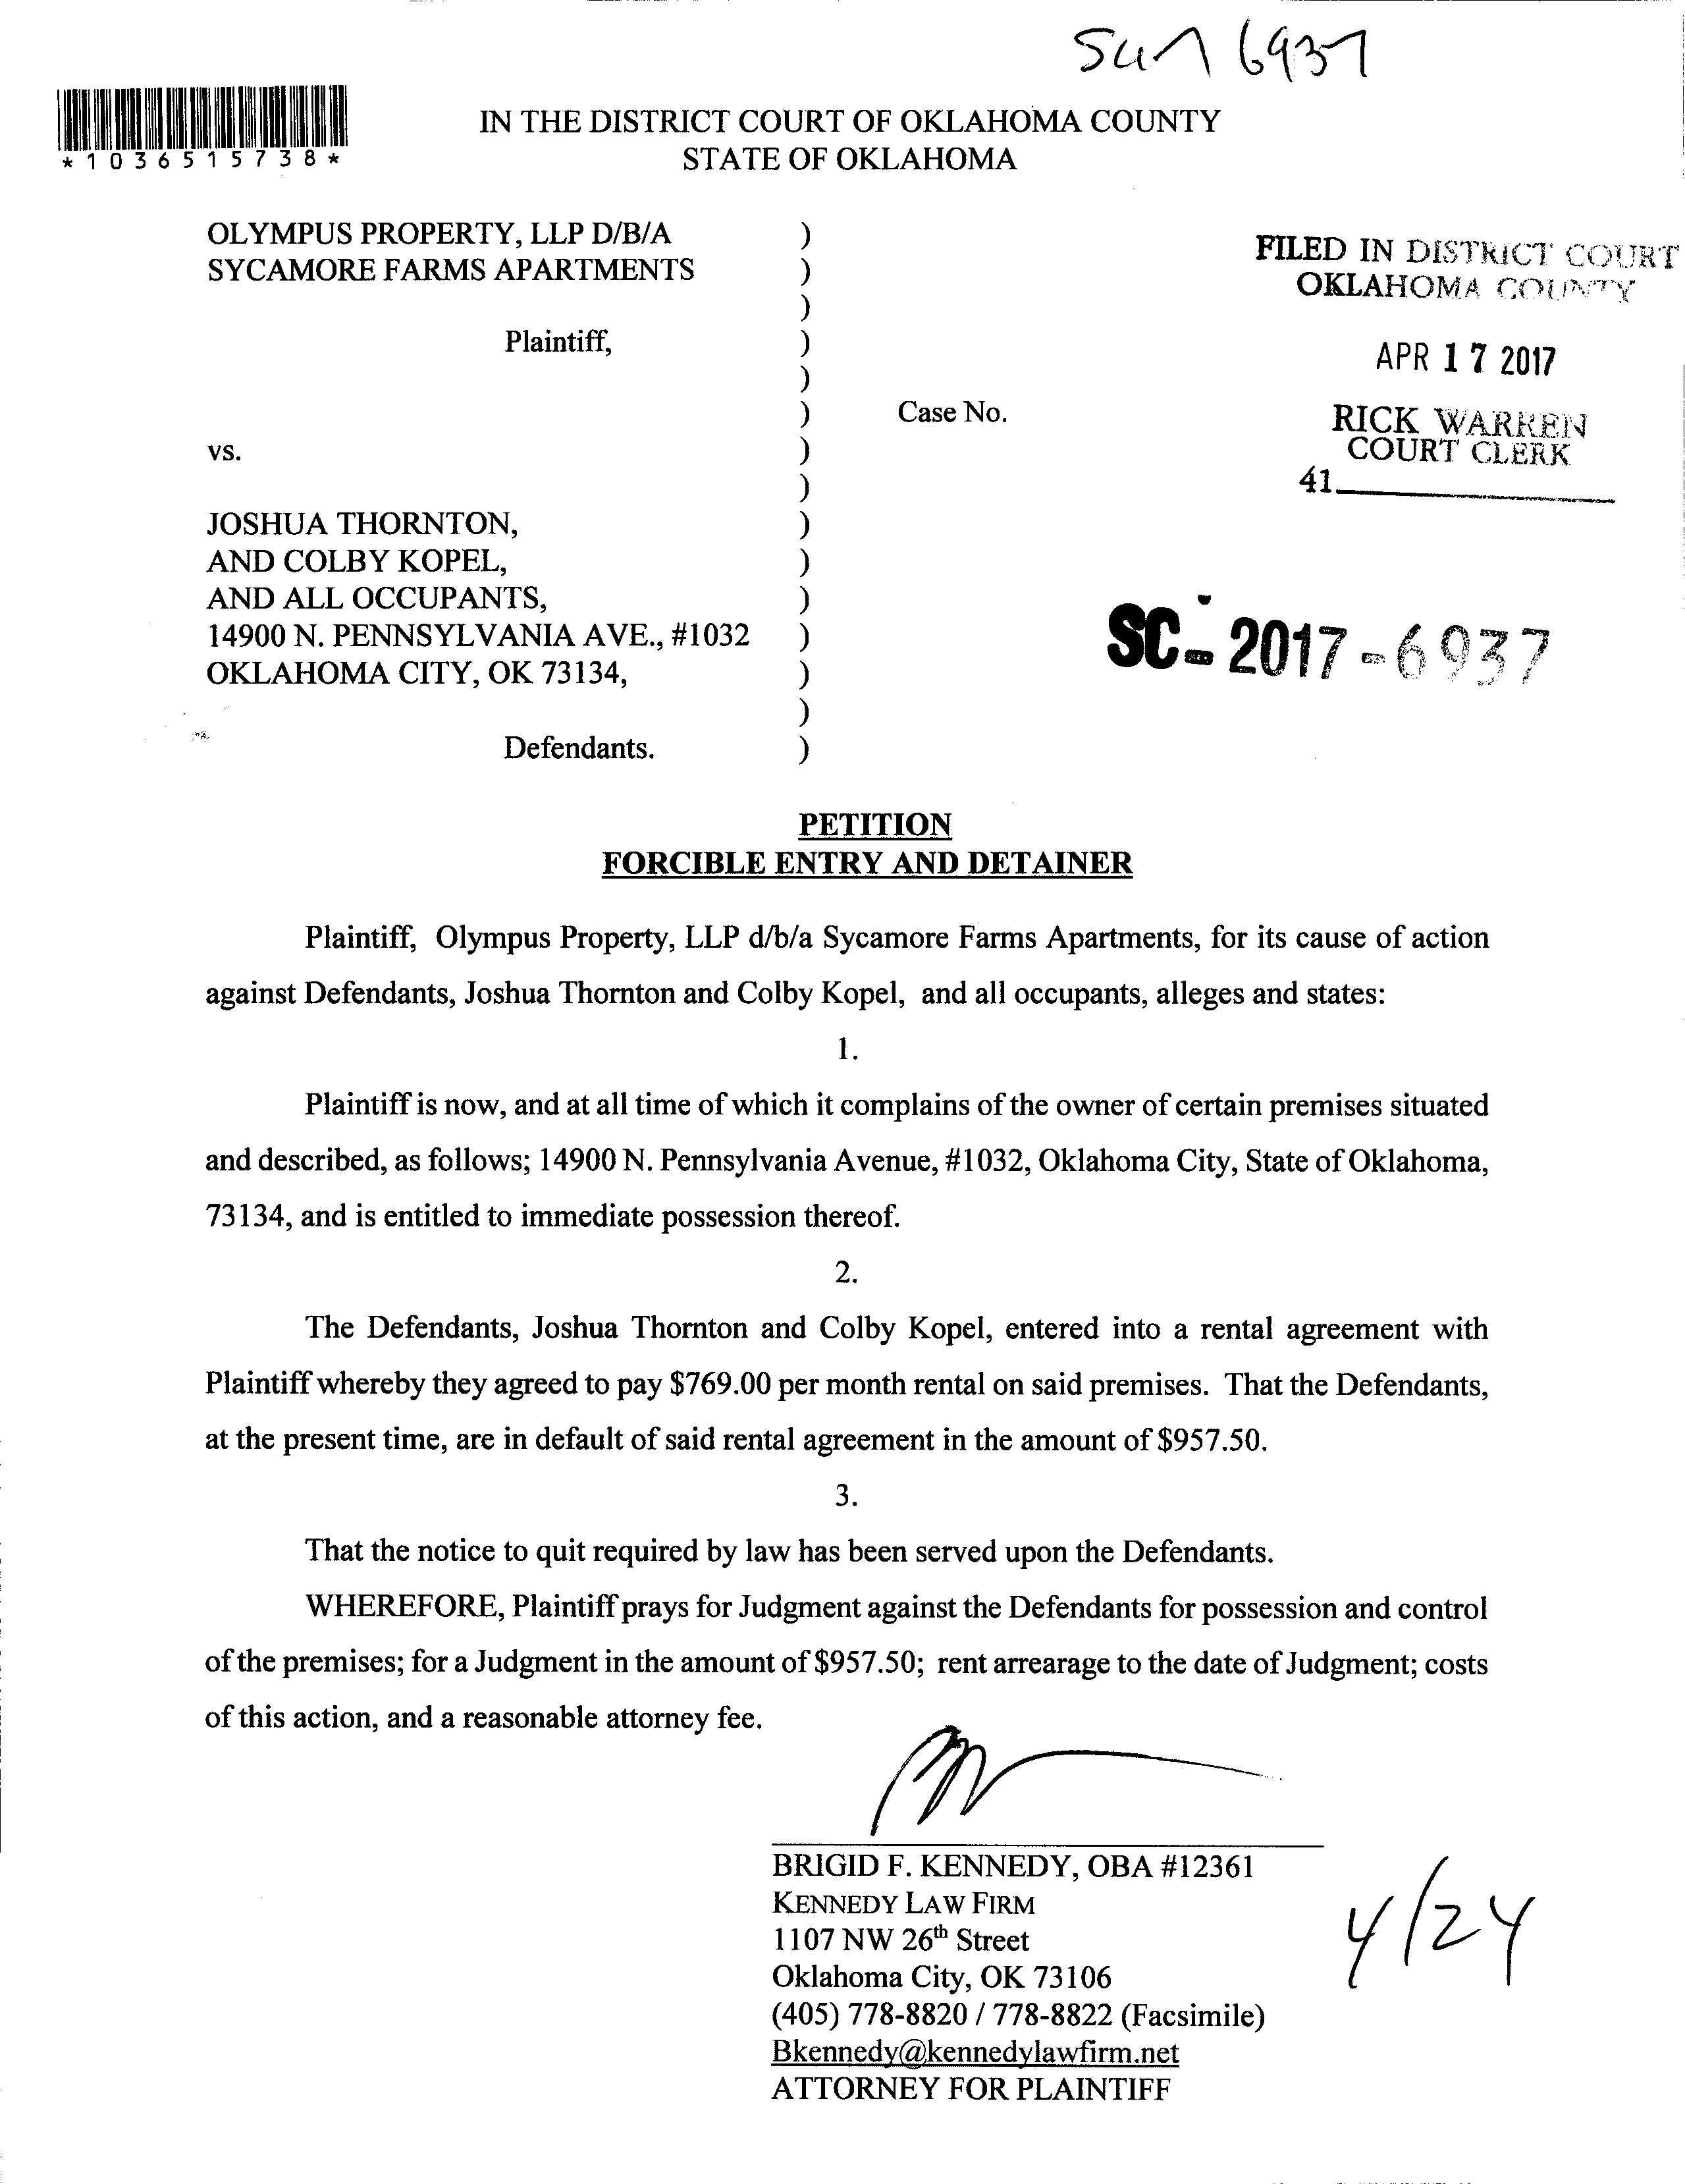 SC17 6937
*1036515738*
IN THE DISTRICT COURT OF OKLAHOMA COUNTY
STATE OF OKLAHOMA
OLYMPUS PROPERTY, LLP D/B/A )
SYCAMORE FARMS APARTMENTS )
)
Plaintiff, )
)
) Case No.
vs. )
)
JOSHUA THORNTON, )
AND COLBY KOPEL, )
AND ALL OCCUPANTS, )
14900 N. PENNSYLVANIA AVE., #1032 )
OKLAHOMA CITY, OK 73134, )
)
Defendants. )
FILED IN DISTRICT COURT
OKLAHOMA COUNTY
APR 17 2017
RICK WARREN
COURT CLERK
41
SC-2017-6937
PETITION
FORCIBLE ENTRY AND DETAINER
Plaintiff, Olympus Property, LLP d/b/a Sycamore Farms Apartments, for its cause of action
against Defendants, Joshua Thornton and Colby Kopel, and all occupants, alleges and states:
1.
Plaintiff is now, and at all time of which it complains of the owner of certain premises situated
and described, as follows; 14900 N. Pennsylvania Avenue, #1032, Oklahoma City, State of Oklahoma,
73134, and is entitled to immediate possession thereof.
2.
The Defendants, Joshua Thornton and Colby Kopel, entered into a rental agreement with
Plaintiff whereby they agreed to pay $769.00 per month rental on said premises. That the Defendants,
at the present time, are in default of said rental agreement in the amount of $957.50.
3.
That the notice to quit required by law has been served upon the Defendants.
WHEREFORE, Plaintiff prays for Judgment against the Defendants for possession and control
of the premises; for a Judgment in the amount of $957.50; rent arrearage to the date of Judgment; costs
of this action, and a reasonable attorney fee.
BRIGID F. KENNEDY, OBA #12361
KENNEDY LAW FIRM
1107 NW 26th Street
Oklahoma City, OK 73106
(405) 778-8820 / 778-8822 (Facsimile)
Bkennedy@kennedylawfirm.net
ATTORNEY FOR PLAINTIFF
4/24